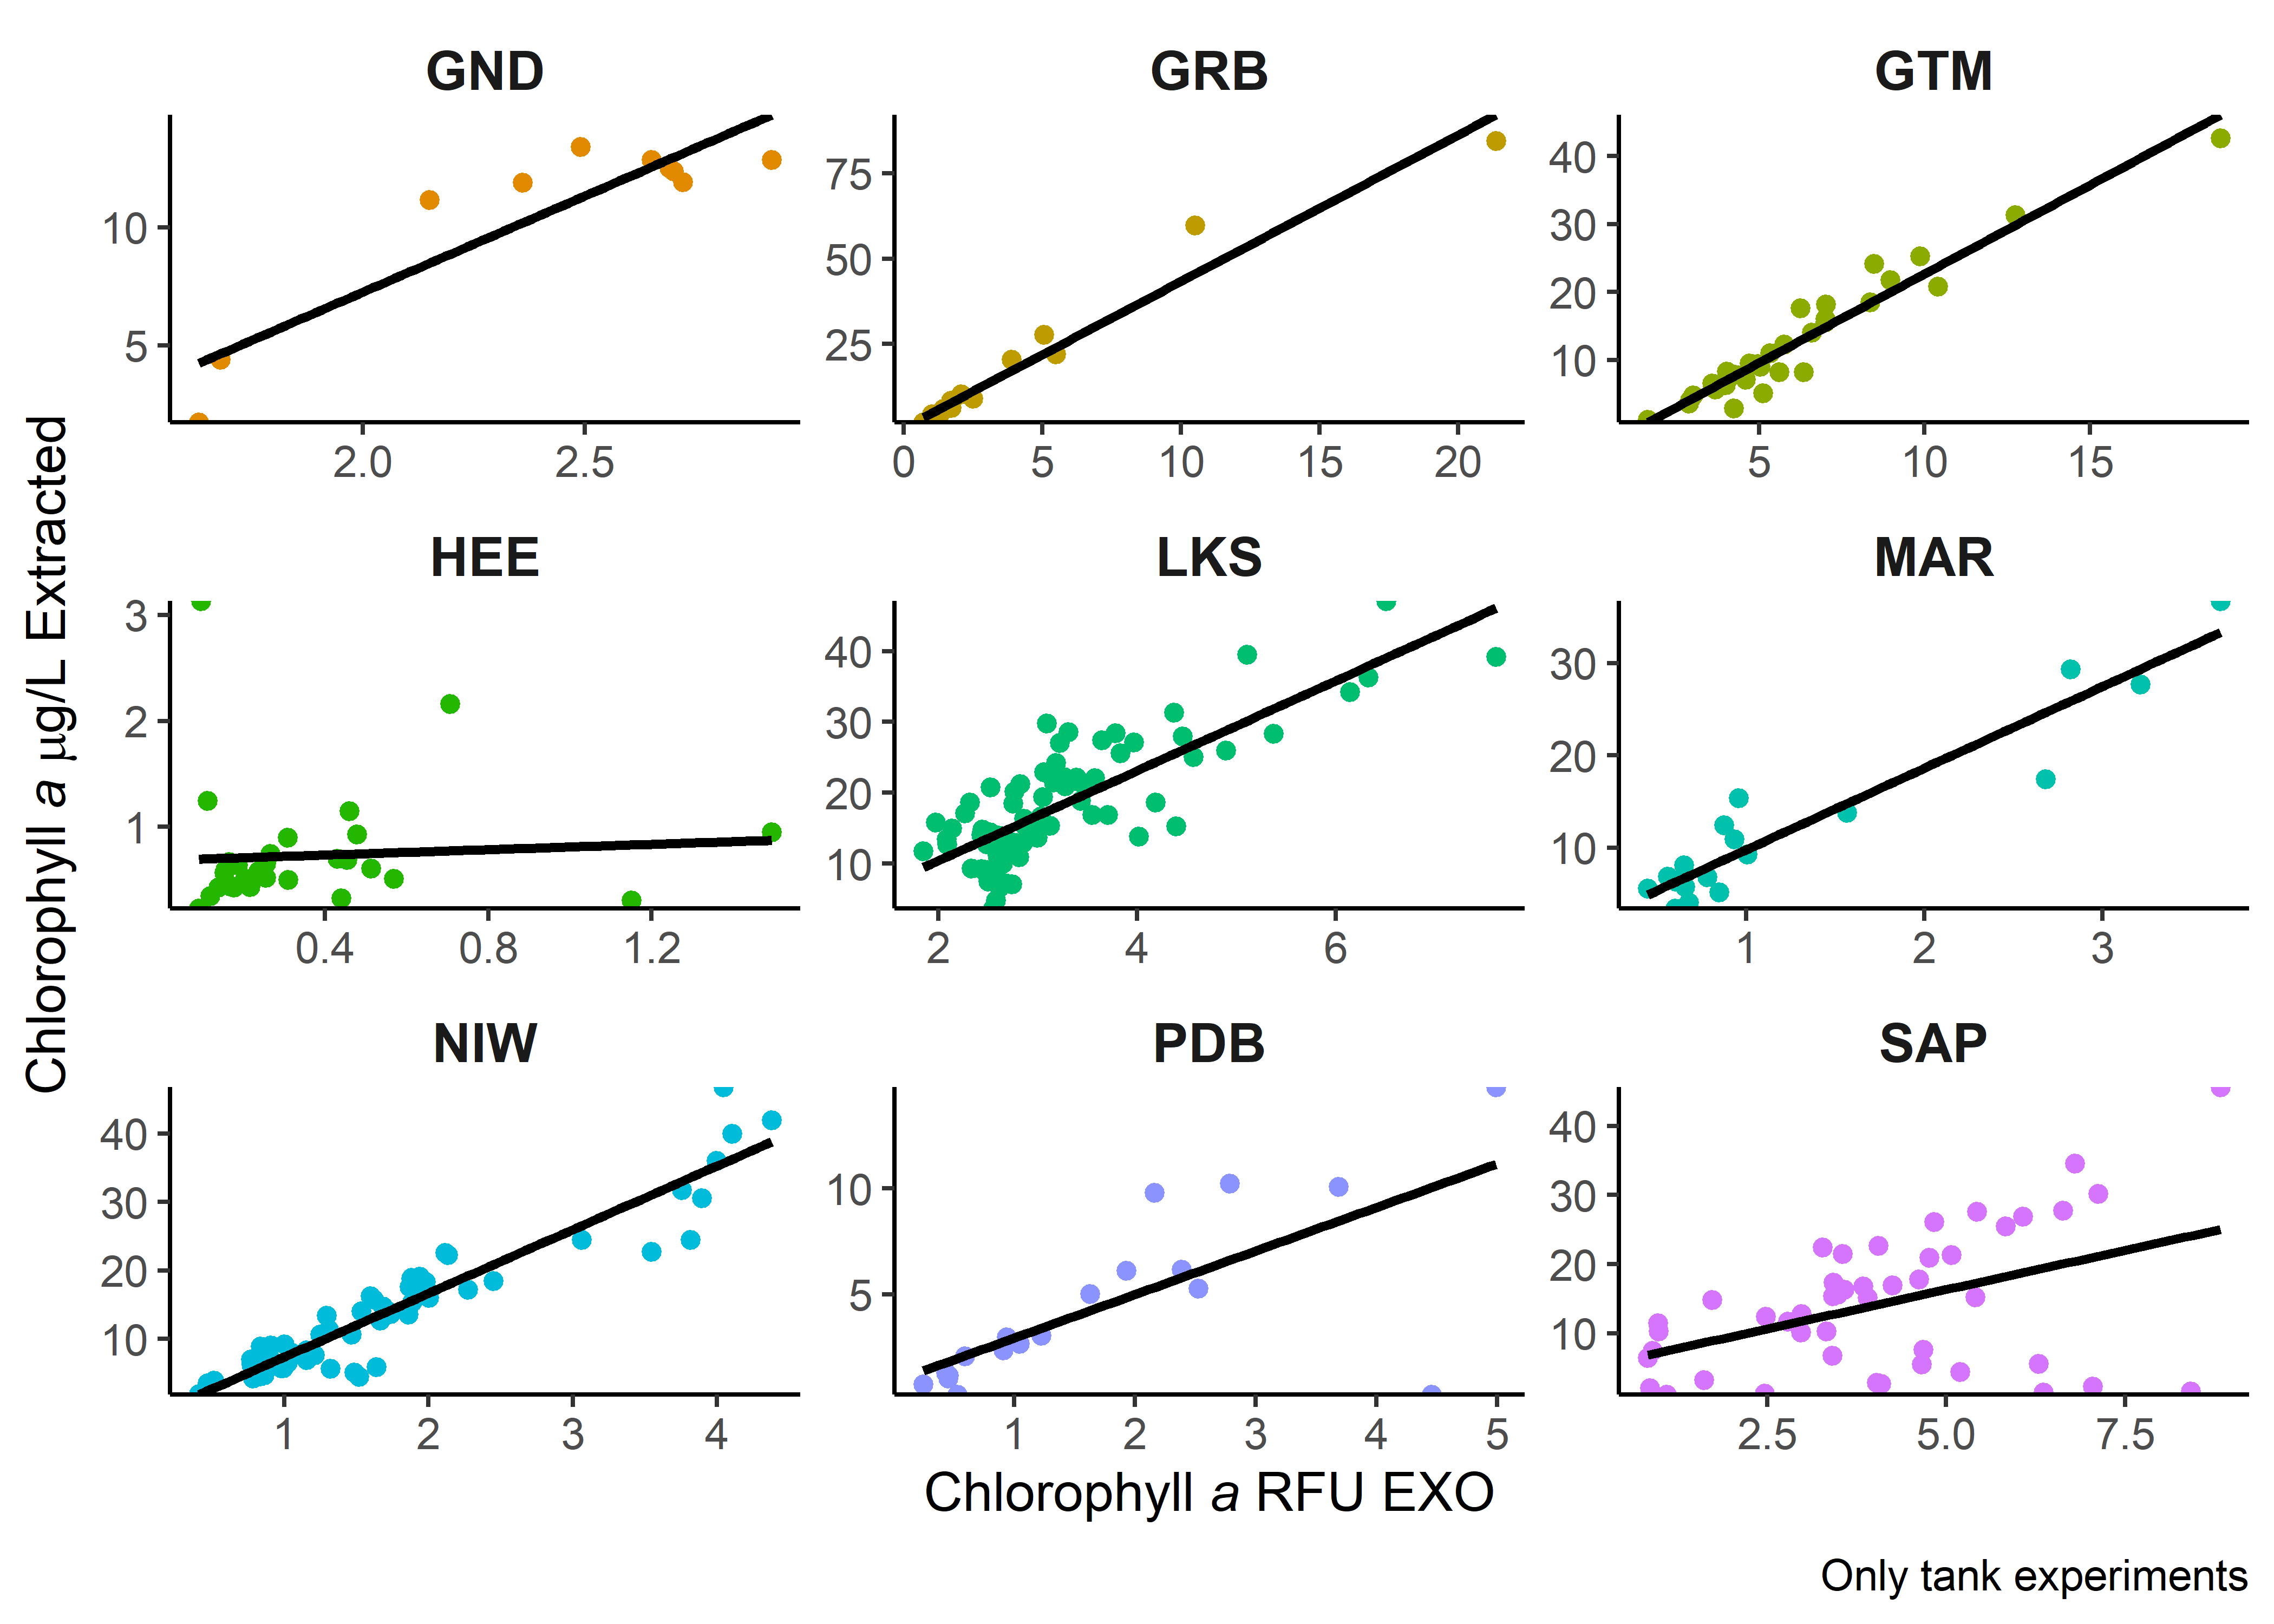 GND GRB GTM
10
5
2.0 2.5
75
50
25
0 5 10 15 20
40
30
20
10
5 10 15
HEE LKS MAR
3
2
1
0.4 0.8 1.2
40
30
20
10
2 4 6
30
20
10
1 2 3
NIW PDB SAP
40
30
20
10
1 2 3 4
10
5
1 2 3 4 5
40
30
20
10
2.5 5.0 7.5
Chlorophyll a μg/L Extracted
Chlorophyll a RFU EXO
Only tank experiments